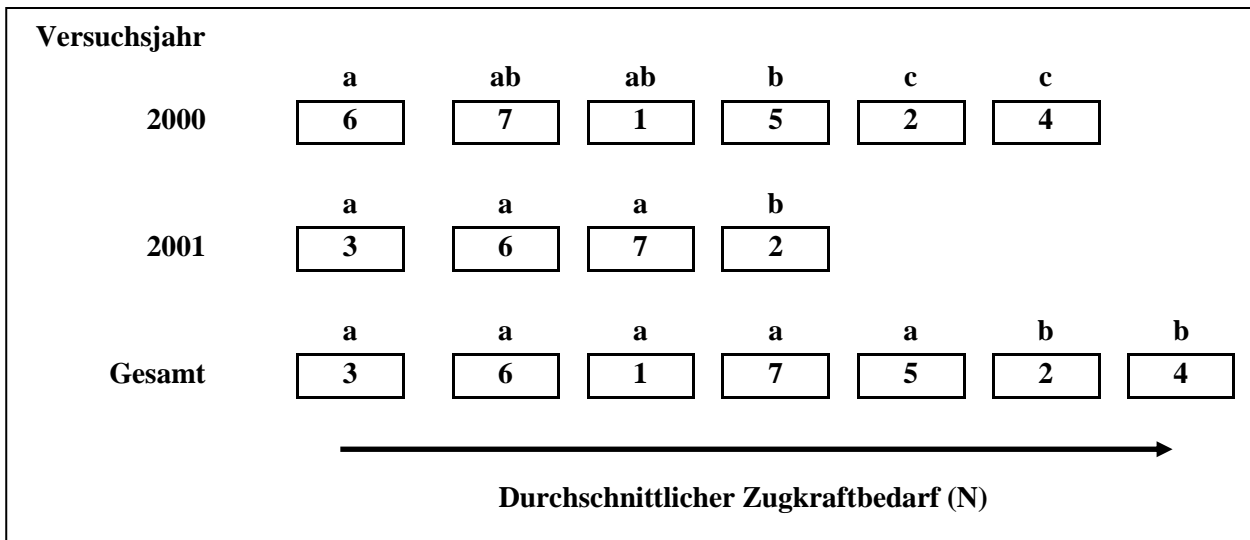 Versuchsjahr
a ab ab b c c
2000 6 7 1 5 2 4
a a a b
2001 3 6 7 2
a a a a a b b
Gesamt 3 6 1 7 5 2 4
Durchschnittlicher Zugkraftbedarf (N)